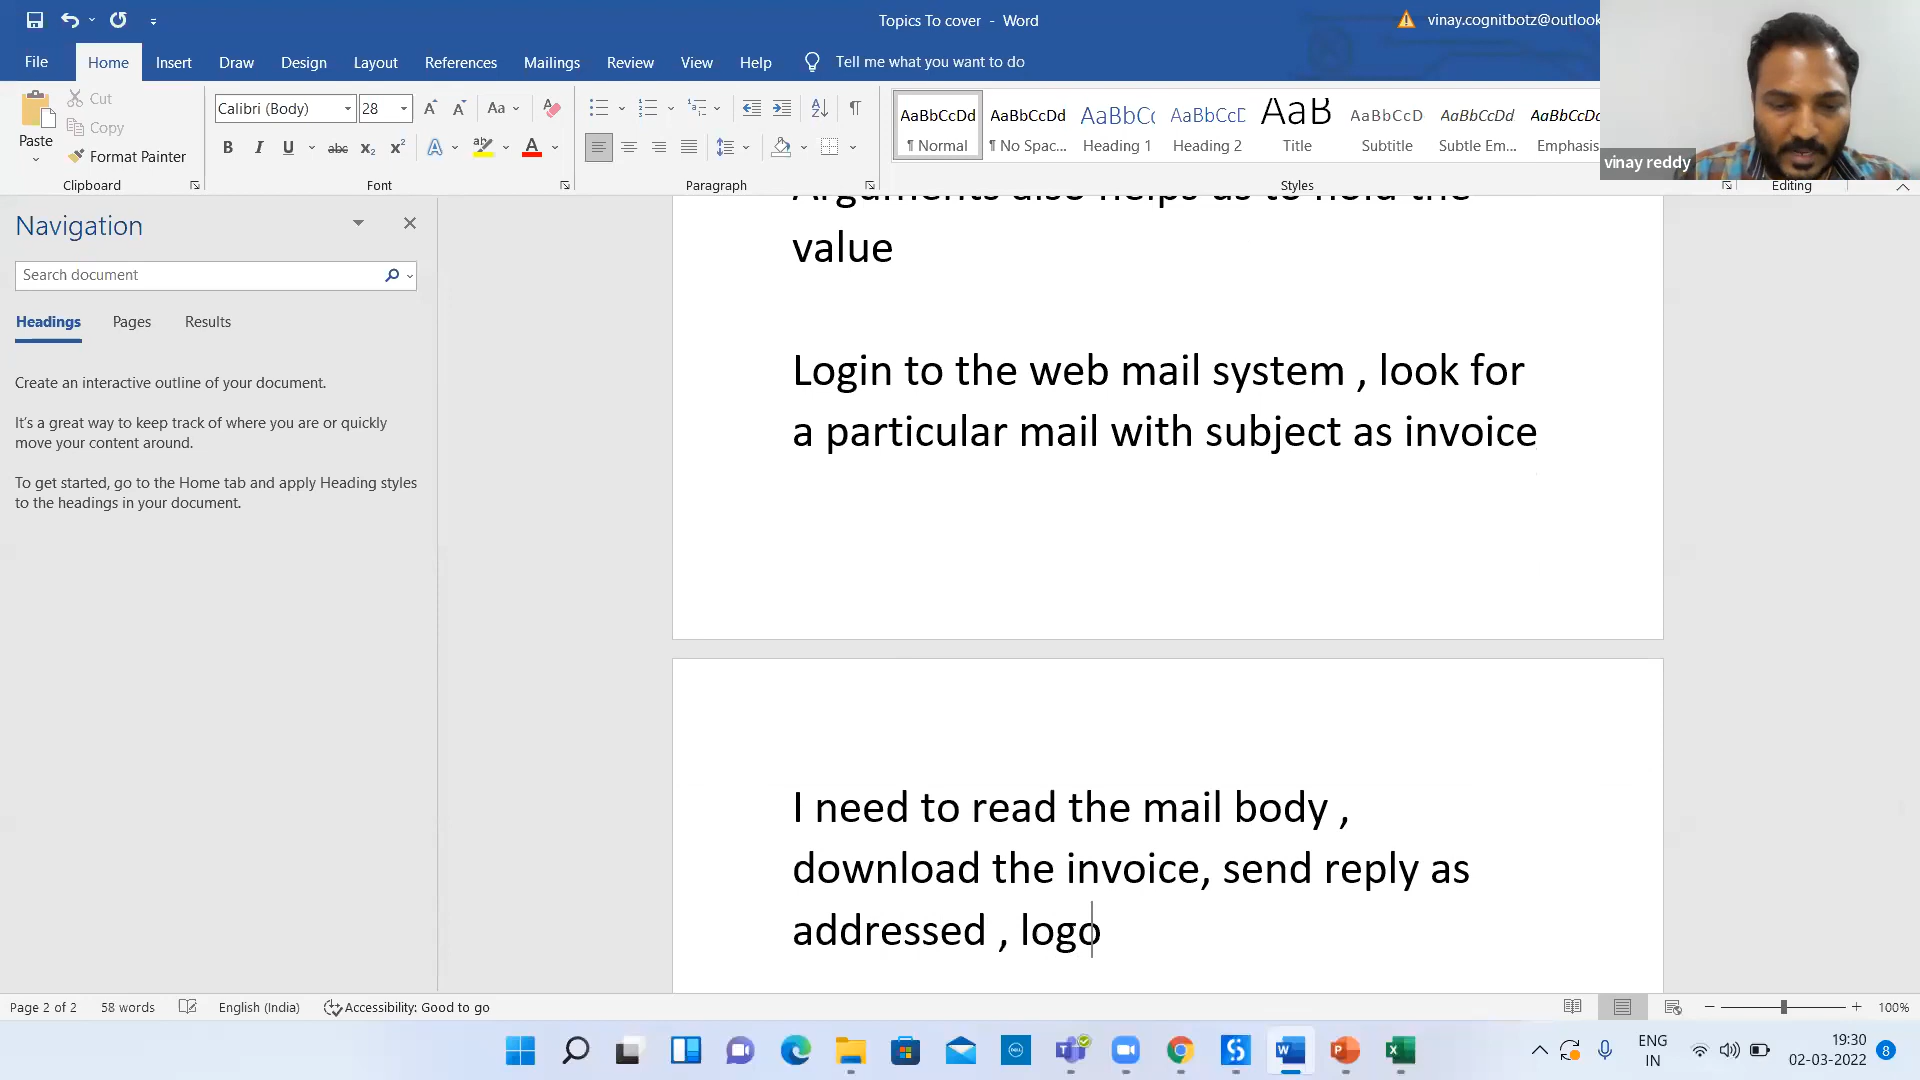 Topics To cover - Word
vinay.cognitbotz@outlook
File Home Insert Draw Design Layout References Mailings Review View Help Tell me what you want to do
Paste
Cut
Copy
Format Painter
Clipboard
Calibri (Body) 28
Font
Paragraph
AaBbCcDd AaBbCcDd AaBbC AaBbCcD AaB AaBbCcD AaBbCcDd AaBbCcDd
¶ Normal ¶ No Spac... Heading 1 Heading 2 Title Subtitle Subtle Em... Emphasis
Styles
Editing
vinay reddy
Navigation
Search document
Headings Pages Results
Create an interactive outline of your document.
It's a great way to keep track of where you are or quickly
move your content around.
To get started, go to the Home tab and apply Heading styles
to the headings in your document.
Arguments also helps us to hold the
value
Login to the web mail system , look for
a particular mail with subject as invoice
I need to read the mail body ,
download the invoice, send reply as
addressed , logo
Page 2 of 2 58 words English (India) Accessibility: Good to go 100%
ENG
IN
19:30
02-03-2022
8